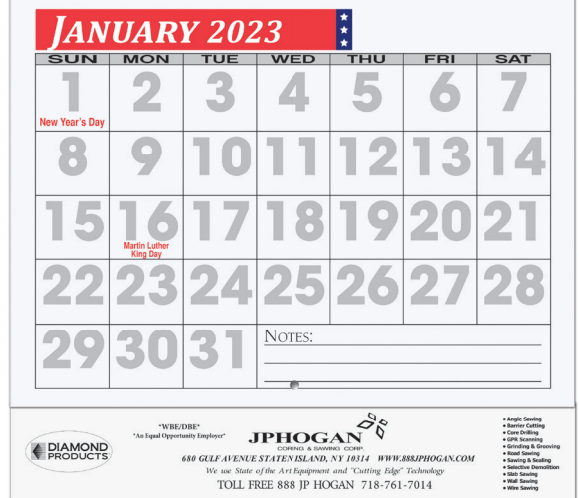 JANUARY 2023
SUN MON TUE WED THU FRI SAT
1 2 3 4 5 6 7
New Year's Day
8 9 10 11 12 13 14
15 16 17 18 19 20 21
Martin Luther
King Day
22 23 24 25 26 27 28
29 30 31 NOTES:
DIAMOND
PRODUCTS
*WBE/DBE*
"An Equal Opportunity Employer"
JPHOGAN
CORING & SAWING CORP.
680 GULF AVENUE STATEN ISLAND, NY 10314 WWW.888JPHOGAN.COM
We use State of the Art Equipment and "Cutting Edge" Technology
TOLL FREE 888 JP HOGAN 718-761-7014
• Angle Sawing
• Barrier Cutting
• Core Drilling
• GPR Scanning
• Grinding & Grooving
• Road Sawing
• Sawing & Sealing
• Selective Demolition
• Slab Sawing
• Wall Sawing
• Wire Sawing